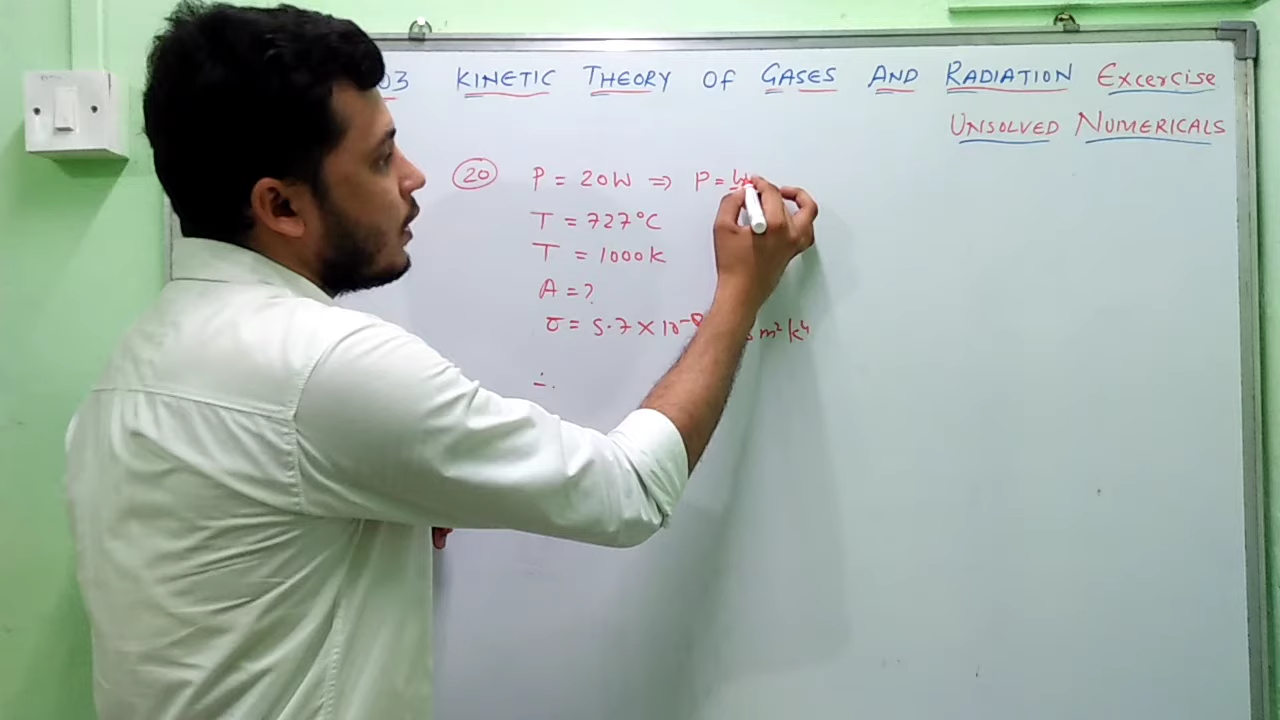 03 KINETIC THEORY OF GASES AND RADIATION Excercise
UNSOLVED NUMERICALS
20 P = 20W ⇒ P =
T = 727°C
T = 1000K
A = ?
σ = 5.7 × 10⁻⁸ m² K⁴
∴